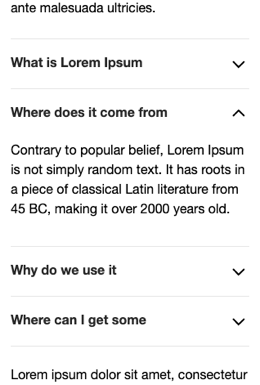 ante malesuada ultricies.
What is Lorem Ipsum
Where does it come from
Contrary to popular belief, Lorem Ipsum
is not simply random text. It has roots in
a piece of classical Latin literature from
45 BC, making it over 2000 years old.
Why do we use it
Where can I get some
Lorem ipsum dolor sit amet, consectetur